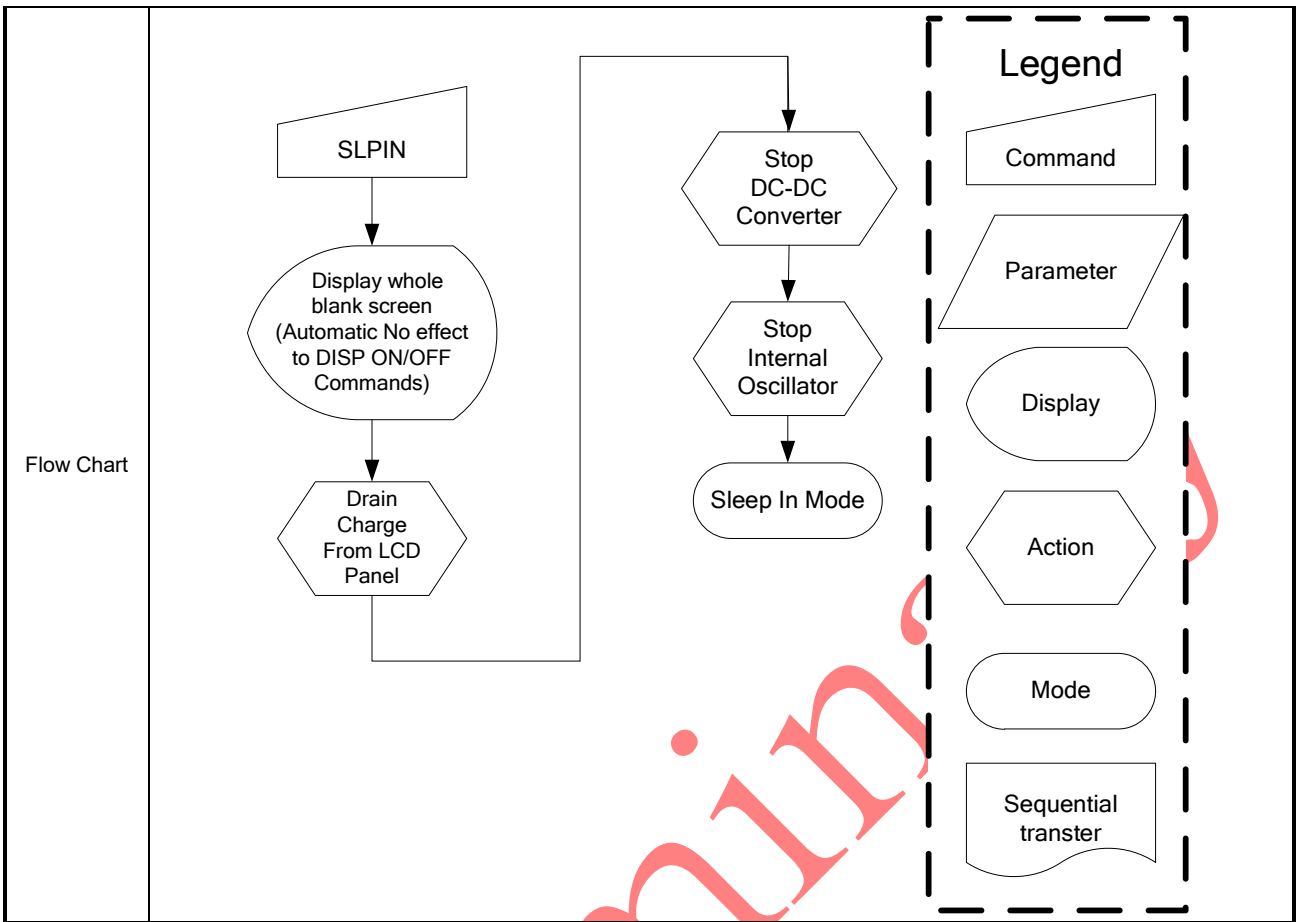 Flow Chart
SLPIN
Display whole
blank screen
(Automatic No effect
to DISP ON/OFF
Commands)
Drain
Charge
From LCD
Panel
Stop
DC-DC
Converter
Stop
Internal
Oscillator
Sleep In Mode
Legend
Command
Parameter
Display
Action
Mode
Sequential
transter